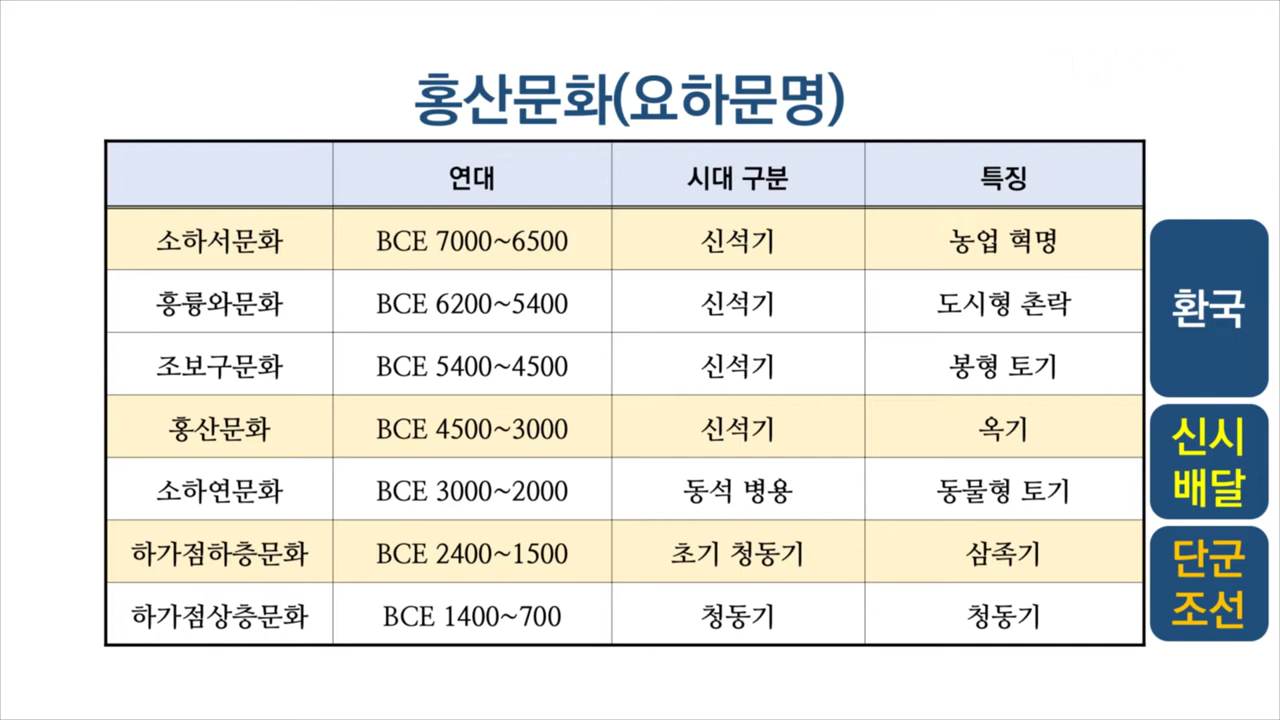 홍산문화(요하문명)
연대 시대 구분 특징
소하서문화 BCE 7000~6500 신석기 농업 혁명
흥륭와문화 BCE 6200~5400 신석기 도시형 촌락
조보구문화 BCE 5400~4500 신석기 봉형 토기
홍산문화 BCE 4500~3000 신석기 옥기
소하연문화 BCE 3000~2000 동석 병용 동물형 토기
하가점하층문화 BCE 2400~1500 초기 청동기 삼족기
하가점상층문화 BCE 1400~700 청동기 청동기
환국
신시
배달
단군
조선